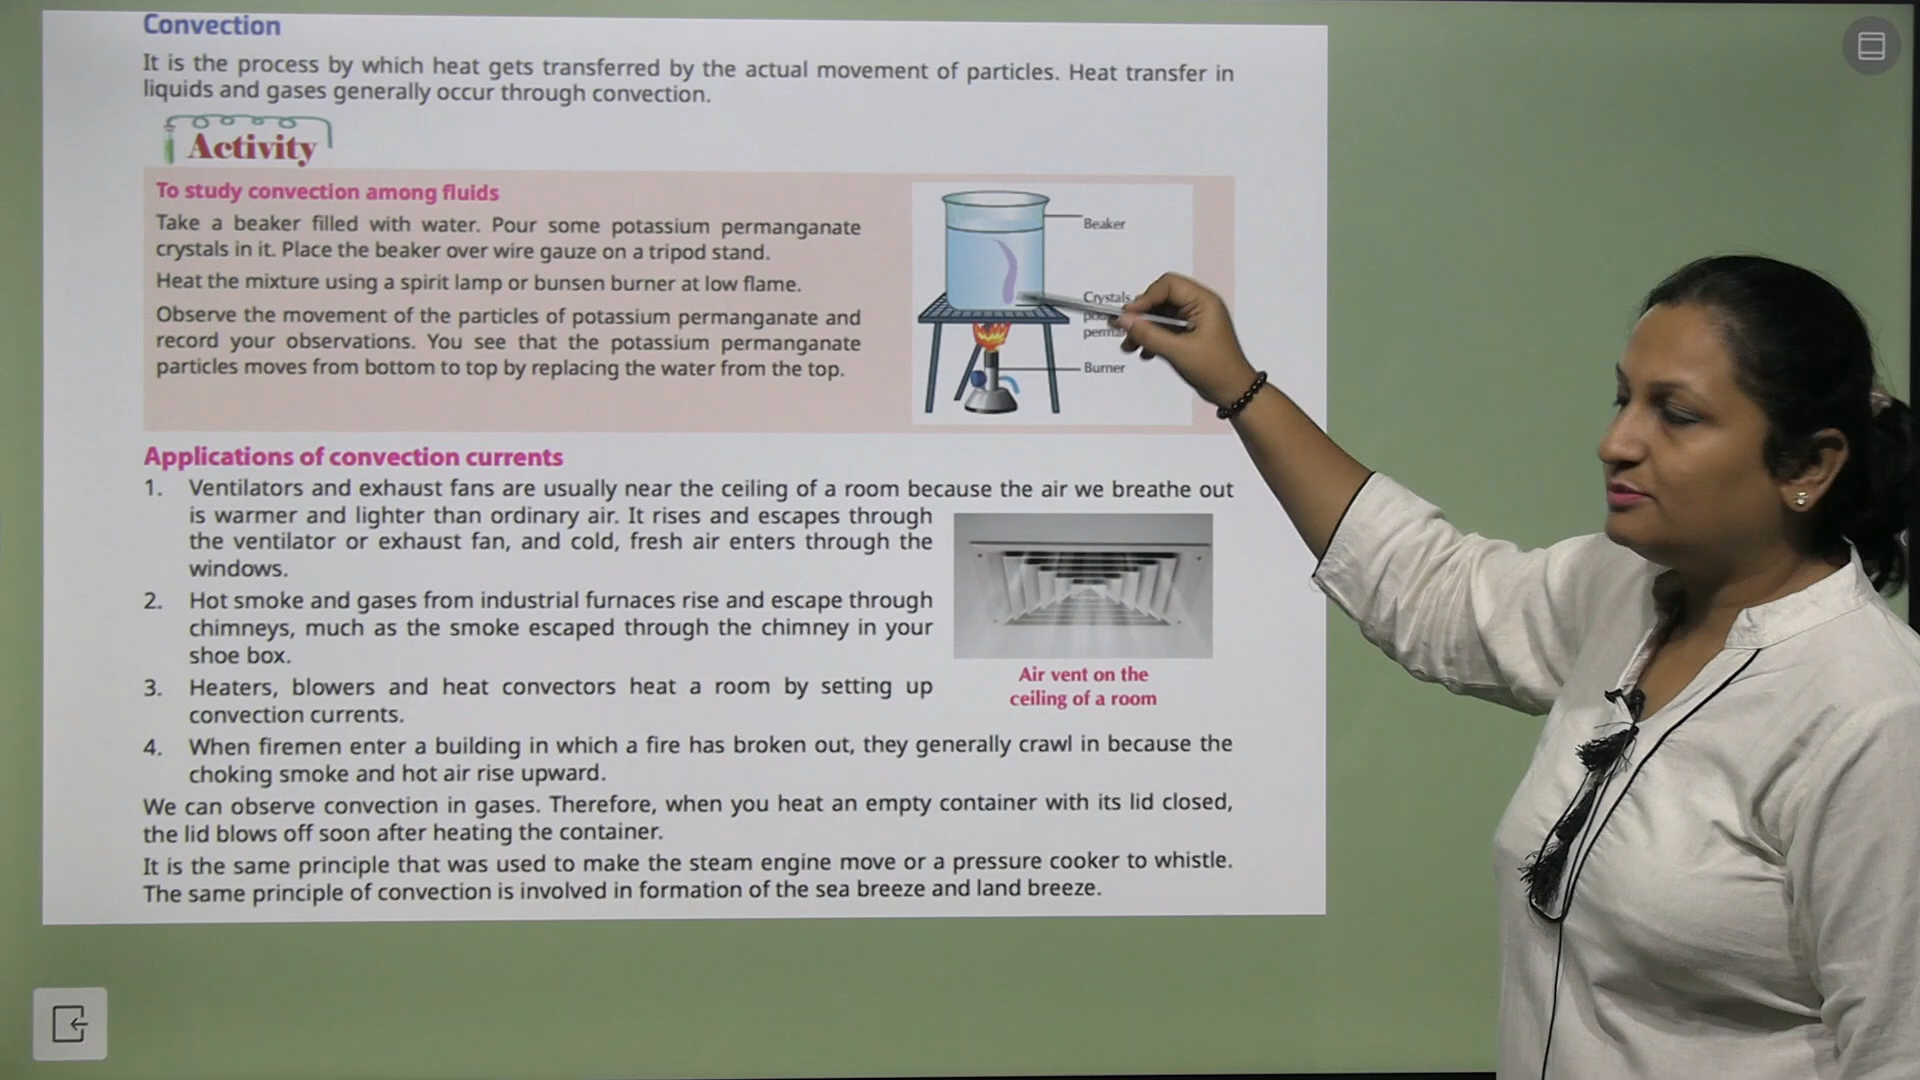 Convection
It is the process by which heat gets transferred by the actual movement of particles. Heat transfer in
liquids and gases generally occur through convection.
Activity
To study convection among fluids
Take a beaker filled with water. Pour some potassium permanganate
crystals in it. Place the beaker over wire gauze on a tripod stand.
Heat the mixture using a spirit lamp or bunsen burner at low flame.
Observe the movement of the particles of potassium permanganate and
record your observations. You see that the potassium permanganate
particles moves from bottom to top by replacing the water from the top.
Beaker
Crystals
Burner
Applications of convection currents
1. Ventilators and exhaust fans are usually near the ceiling of a room because the air we breathe out
is warmer and lighter than ordinary air. It rises and escapes through
the ventilator or exhaust fan, and cold, fresh air enters through the
windows.
2. Hot smoke and gases from industrial furnaces rise and escape through
chimneys, much as the smoke escaped through the chimney in your
shoe box.
3. Heaters, blowers and heat convectors heat a room by setting up
convection currents.
Air vent on the
ceiling of a room
4. When firemen enter a building in which a fire has broken out, they generally crawl in because the
choking smoke and hot air rise upward.
We can observe convection in gases. Therefore, when you heat an empty container with its lid closed,
the lid blows off soon after heating the container.
It is the same principle that was used to make the steam engine move or a pressure cooker to whistle.
The same principle of convection is involved in formation of the sea breeze and land breeze.